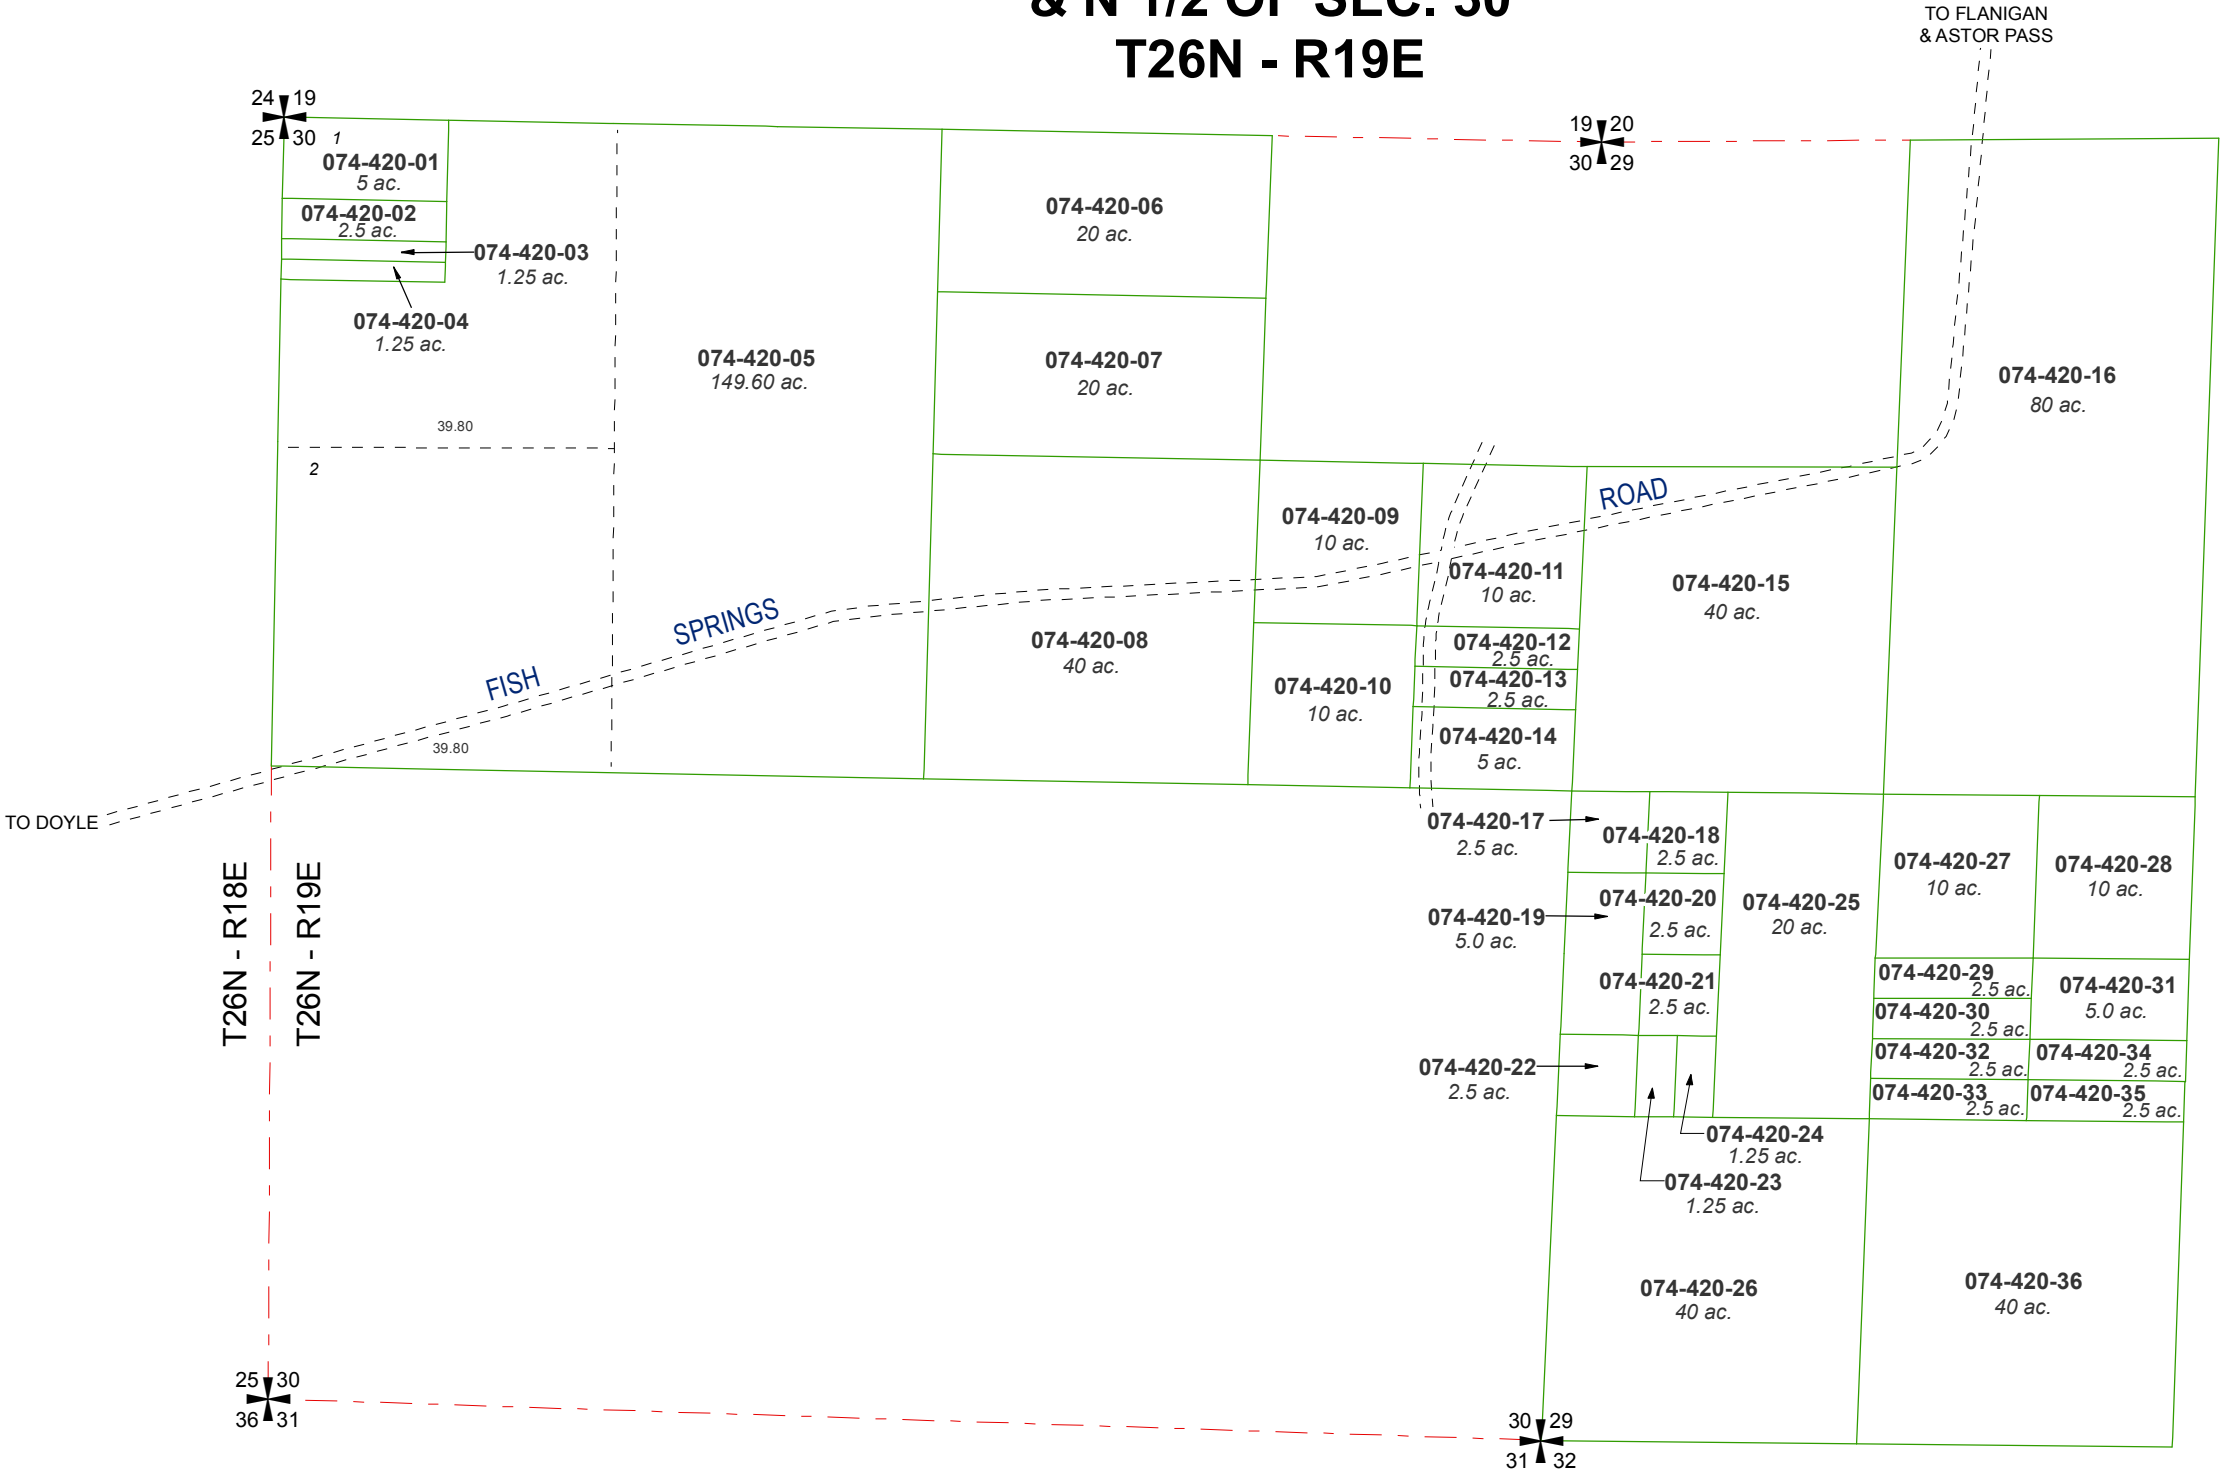 & N 1/2 OF SEC. 30
T26N - R19E
TO FLANIGAN
& ASTOR PASS
24 19
25 30
1
19 20
30 29
074-420-01
5 ac.
074-420-02
2.5 ac.
074-420-03
1.25 ac.
074-420-04
1.25 ac.
074-420-05
149.60 ac.
074-420-06
20 ac.
074-420-07
20 ac.
39.80
2
074-420-08
40 ac.
074-420-09
10 ac.
074-420-10
10 ac.
074-420-11
10 ac.
074-420-12
2.5 ac.
074-420-13
2.5 ac.
074-420-14
5 ac.
074-420-15
40 ac.
074-420-16
80 ac.
FISH
SPRINGS
ROAD
39.80
TO DOYLE
T26N - R18E
T26N - R19E
074-420-17
2.5 ac.
074-420-18
2.5 ac.
074-420-19
5.0 ac.
074-420-20
2.5 ac.
074-420-21
2.5 ac.
074-420-22
2.5 ac.
074-420-24
1.25 ac.
074-420-23
1.25 ac.
074-420-25
20 ac.
074-420-26
40 ac.
074-420-27
10 ac.
074-420-28
10 ac.
074-420-29
2.5 ac.
074-420-30
2.5 ac.
074-420-31
5.0 ac.
074-420-32
2.5 ac.
074-420-33
2.5 ac.
074-420-34
2.5 ac.
074-420-35
2.5 ac.
074-420-36
40 ac.
25 30
36 31
30 29
31 32